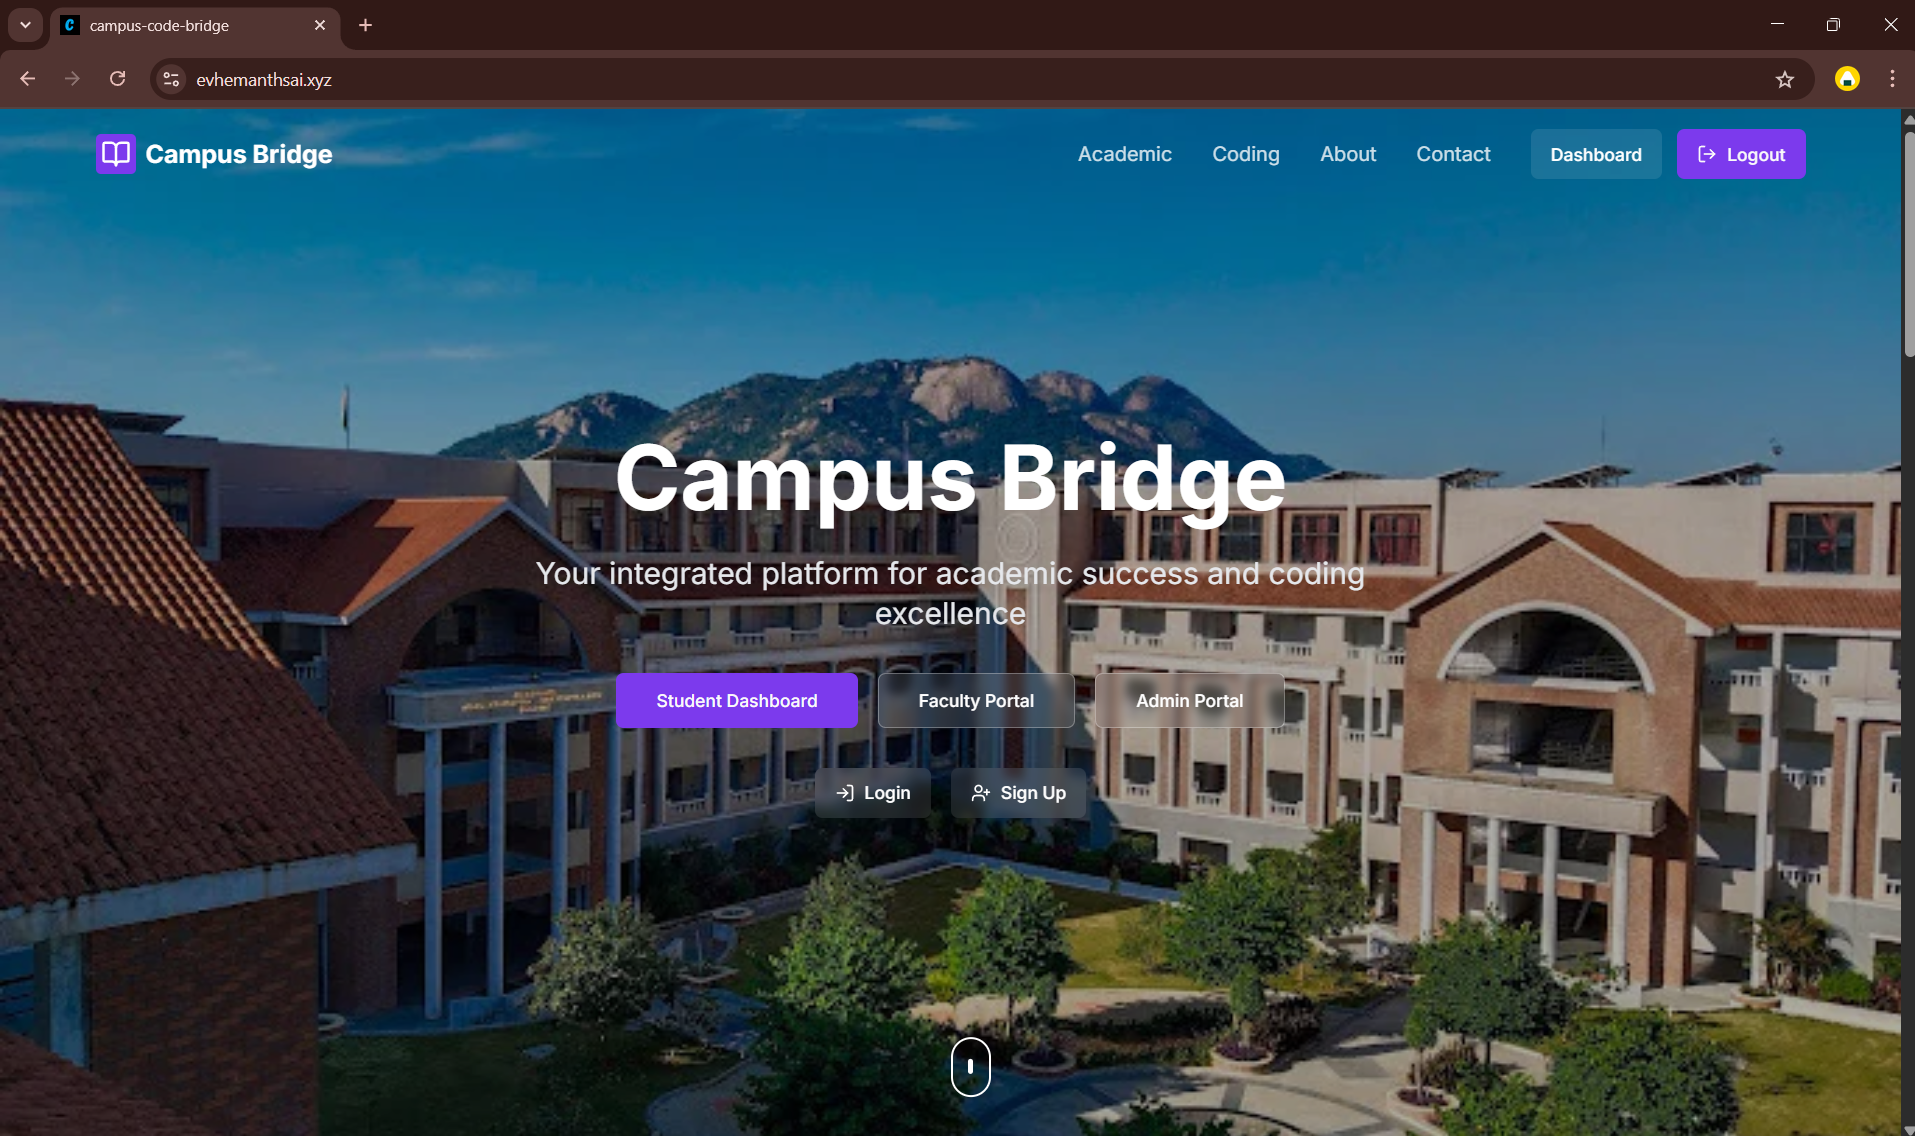 campus-code-bridge
evhemanthsai.xyz
Campus Bridge
Academic
Coding
About
Contact
Dashboard
Logout
Campus Bridge
Your integrated platform for academic success and coding
excellence
Student Dashboard
Faculty Portal
Admin Portal
Login
Sign Up